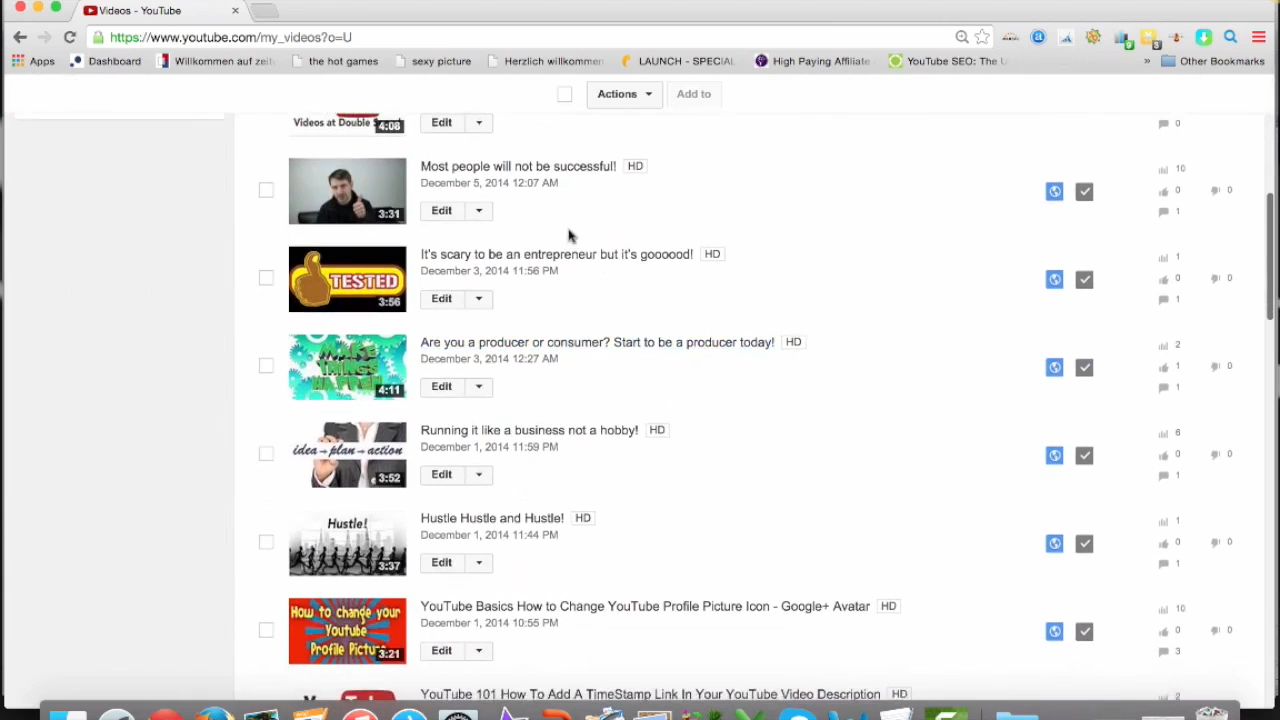 Videos - YouTube
https://www.youtube.com/my_videos?o=U
9
3
Apps
Dashboard
Willkommen auf zeit
the hot games
sexy picture
Herzlich willkommen
LAUNCH - SPECIAL
High Paying Affiliate
YouTube SEO: The U
»
Other Bookmarks
Actions
Add to
Videos at Double S
4:08
Edit
0
Most people will not be successful! HD
December 5, 2014 12:07 AM
Edit
3:31
10
0 0
1
It's scary to be an entrepreneur but it's goooood! HD
December 3, 2014 11:56 PM
Edit
TESTED
3:56
1
0 0
1
Are you a producer or consumer? Start to be a producer today! HD
December 3, 2014 12:27 AM
Edit
MAKE
THINGS
HAPPEN
4:11
2
1 0
1
Running it like a business not a hobby! HD
December 1, 2014 11:59 PM
Edit
idea→plan→action
3:52
6
0 0
1
Hustle Hustle and Hustle! HD
December 1, 2014 11:44 PM
Edit
Hustle!
3:37
1
0 0
1
YouTube Basics How to Change YouTube Profile Picture Icon - Google+ Avatar HD
December 1, 2014 10:55 PM
Edit
How to change your
Youtube
Profile Pictu
3:21
10
0 0
3
YouTube 101 How To Add A TimeStamp Link In Your YouTube Video Description HD
2